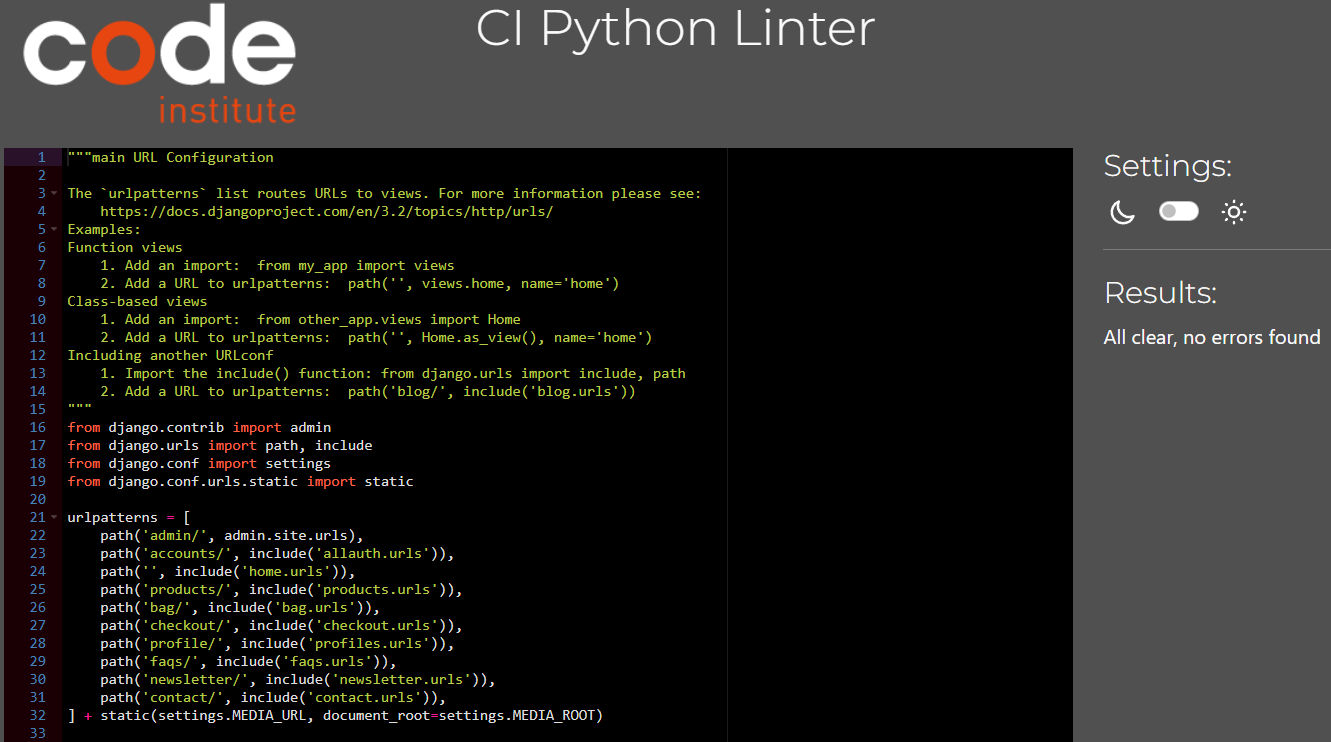 code
institute
CI Python Linter
1 """main URL Configuration
2
3 The `urlpatterns` list routes URLs to views. For more information please see:
4     https://docs.djangoproject.com/en/3.2/topics/http/urls/
5 Examples:
6 Function views
7     1. Add an import:  from my_app import views
8     2. Add a URL to urlpatterns:  path('', views.home, name='home')
9 Class-based views
10     1. Add an import:  from other_app.views import Home
11     2. Add a URL to urlpatterns:  path('', Home.as_view(), name='home')
12 Including another URLconf
13     1. Import the include() function: from django.urls import include, path
14     2. Add a URL to urlpatterns:  path('blog/', include('blog.urls'))
15 """
16 from django.contrib import admin
17 from django.urls import path, include
18 from django.conf import settings
19 from django.conf.urls.static import static
20
21 urlpatterns = [
22     path('admin/', admin.site.urls),
23     path('accounts/', include('allauth.urls')),
24     path('', include('home.urls')),
25     path('products/', include('products.urls')),
26     path('bag/', include('bag.urls')),
27     path('checkout/', include('checkout.urls')),
28     path('profile/', include('profiles.urls')),
29     path('faqs/', include('faqs.urls')),
30     path('newsletter/', include('newsletter.urls')),
31     path('contact/', include('contact.urls')),
32 ] + static(settings.MEDIA_URL, document_root=settings.MEDIA_ROOT)
33
Settings:
Results:
All clear, no errors found